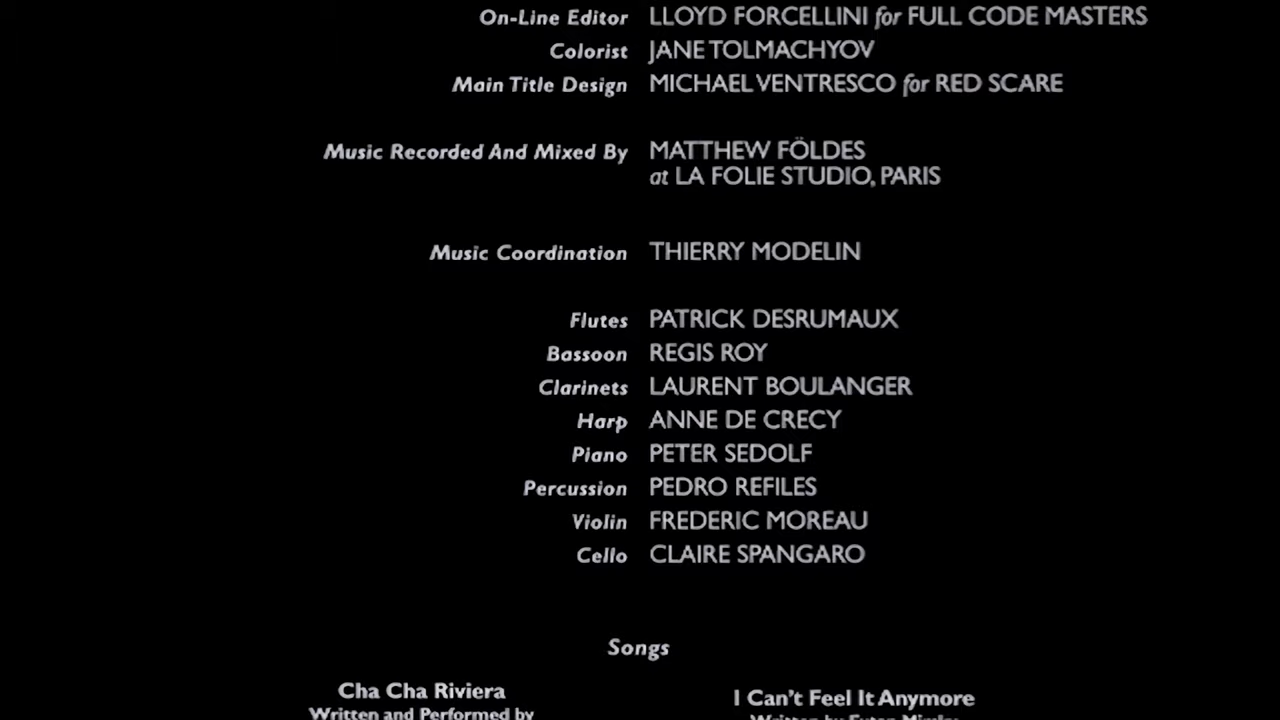 On-Line Editor LLOYD FORCELLINI for FULL CODE MASTERS
Colorist JANE TOLMACHYOV
Main Title Design MICHAEL VENTRESCO for RED SCARE
Music Recorded And Mixed By MATTHEW FÖLDES
at LA FOLIE STUDIO, PARIS
Music Coordination THIERRY MODELIN
Flutes PATRICK DESRUMAUX
Bassoon REGIS ROY
Clarinets LAURENT BOULANGER
Harp ANNE DE CRECY
Piano PETER SEDOLF
Percussion PEDRO REFILES
Violin FREDERIC MOREAU
Cello CLAIRE SPANGARO
Songs
Cha Cha Riviera
Written and Performed by
I Can't Feel It Anymore
Written by